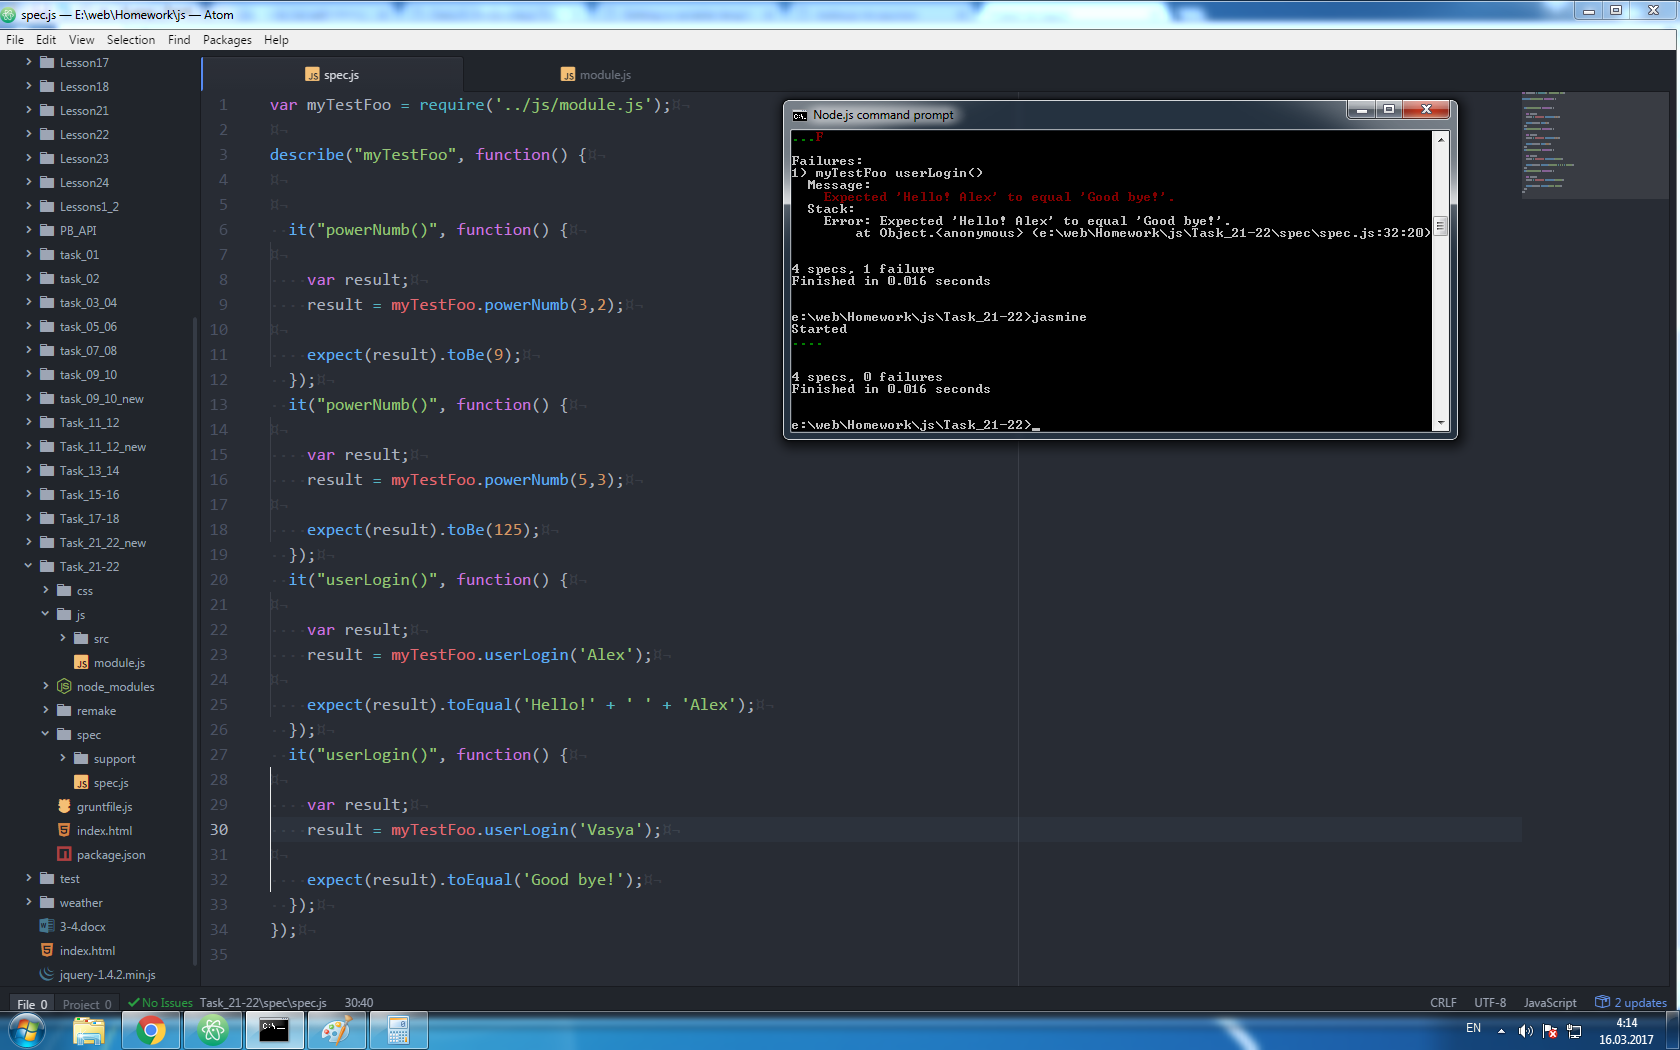 spec.js — E:\web\Homework\js — Atom
File Edit View Selection Find Packages Help
Lesson17
Lesson18
Lesson21
Lesson22
Lesson23
Lesson24
Lessons1_2
PB_API
task_01
task_02
task_03_04
task_05_06
task_07_08
task_09_10
task_09_10_new
Task_11_12
Task_11_12_new
Task_13_14
Task_15-16
Task_17-18
Task_21_22_new
Task_21-22
css
js
src
module.js
node_modules
remake
spec
support
spec.js
gruntfile.js
index.html
package.json
test
weather
3-4.docx
index.html
jquery-1.4.2.min.js
spec.js module.js
1 var myTestFoo = require('../js/module.js');¤¬
2 ¤¬
3 describe("myTestFoo", function() {¤¬
4 ¤¬
5 ¤¬
6 ··it("powerNumb()", function() {¤¬
7 ¤¬
8 ····var result;¤¬
9 ····result = myTestFoo.powerNumb(3,2);¤¬
10 ¤¬
11 ····expect(result).toBe(9);¤¬
12 ··});¤¬
13 ··it("powerNumb()", function() {¤¬
14 ¤¬
15 ····var result;¤¬
16 ····result = myTestFoo.powerNumb(5,3);¤¬
17 ¤¬
18 ····expect(result).toBe(125);¤¬
19 ··});¤¬
20 ··it("userLogin()", function() {¤¬
21 ¤¬
22 ····var result;¤¬
23 ····result = myTestFoo.userLogin('Alex');¤¬
24 ¤¬
25 ····expect(result).toEqual('Hello!' + ' ' + 'Alex');¤¬
26 ··});¤¬
27 ··it("userLogin()", function() {¤¬
28 ¤¬
29 ····var result;¤¬
30 ····result = myTestFoo.userLogin('Vasya');¤¬
31 ¤¬
32 ····expect(result).toEqual('Good bye!');¤¬
33 ··});¤¬
34 });¤¬
35
Node.js command prompt
...F
Failures:
1) myTestFoo userLogin()
Message:
Expected 'Hello! Alex' to equal 'Good bye!'.
Stack:
Error: Expected 'Hello! Alex' to equal 'Good bye!'.
at Object.<anonymous> (e:\web\Homework\js\Task_21-22\spec\spec.js:32:20)
4 specs, 1 failure
Finished in 0.016 seconds
e:\web\Homework\js\Task_21-22>jasmine
Started
....
4 specs, 0 failures
Finished in 0.016 seconds
e:\web\Homework\js\Task_21-22>_
File 0 Project 0 No Issues Task_21-22\spec\spec.js 30:40 CRLF UTF-8 JavaScript 2 updates
EN 4:14
16.03.2017